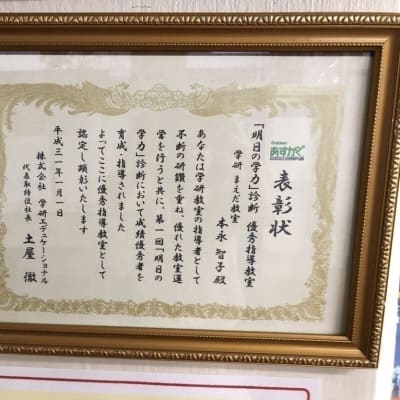 Gakken
あすがく
表彰状
「明日の学力」診断 優秀指導教室
学研 まえだ教室
本永 智子殿
あなたは学研教室の指導者として
不断の研鑽を重ね、優れた教室運
営を行うと共に、第一回「明日の
学力」診断において成績優秀者を
育成・指導されました
よってここに優秀指導教室として
認定し顕彰いたします
平成三一年一月一日
株式会社 学研エデュケーショナル
代表取締役社長 土屋 徹